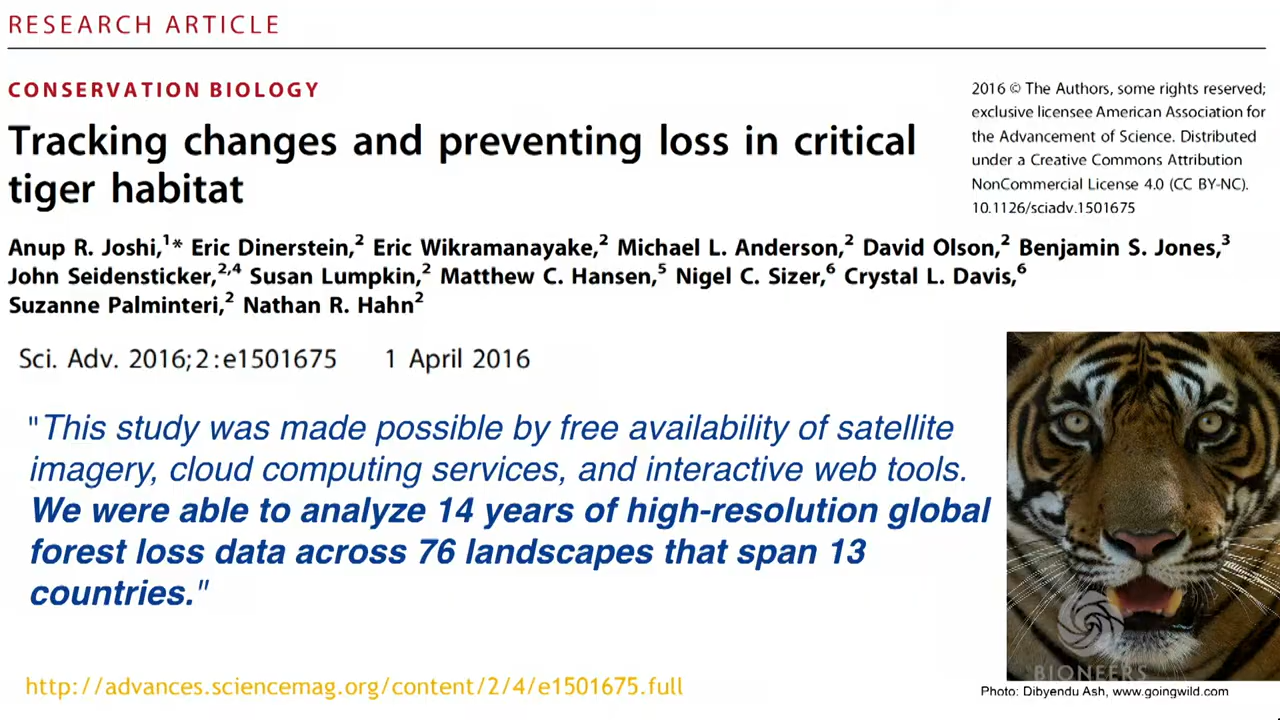 RESEARCH ARTICLE
CONSERVATION BIOLOGY
Tracking changes and preventing loss in critical
tiger habitat
2016 © The Authors, some rights reserved;
exclusive licensee American Association for
the Advancement of Science. Distributed
under a Creative Commons Attribution
NonCommercial License 4.0 (CC BY-NC).
10.1126/sciadv.1501675
Anup R. Joshi,1* Eric Dinerstein,2 Eric Wikramanayake,2 Michael L. Anderson,2 David Olson,2 Benjamin S. Jones,3
John Seidensticker,2,4 Susan Lumpkin,2 Matthew C. Hansen,5 Nigel C. Sizer,6 Crystal L. Davis,6
Suzanne Palminteri,2 Nathan R. Hahn2
Sci. Adv. 2016;2:e1501675 1 April 2016
"This study was made possible by free availability of satellite
imagery, cloud computing services, and interactive web tools.
We were able to analyze 14 years of high-resolution global
forest loss data across 76 landscapes that span 13
countries."
BIONEERS
http://advances.sciencemag.org/content/2/4/e1501675.full
Photo: Dibyendu Ash, www.goingwild.com